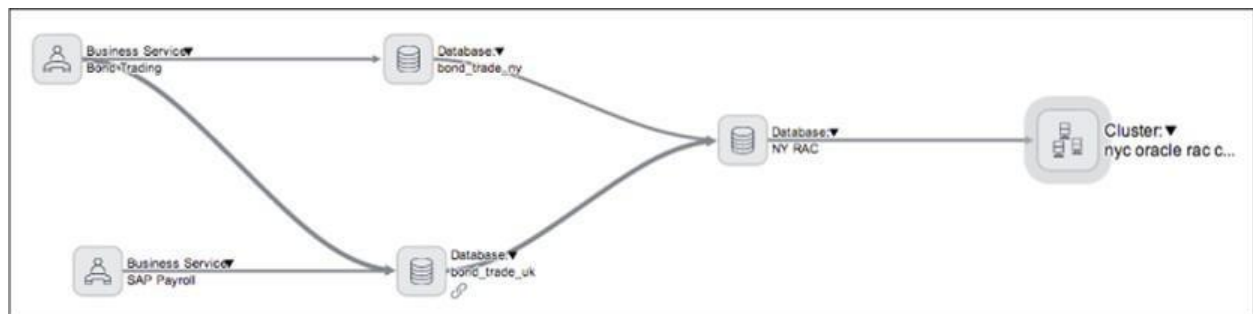 Business Service:▼
Bond Trading
Database:▼
bond_trade_ny
Database:▼
NY RAC
Cluster:▼
nyc oracle rac c...
Business Service▼
SAP Payroll
Database:▼
bond_trade_uk